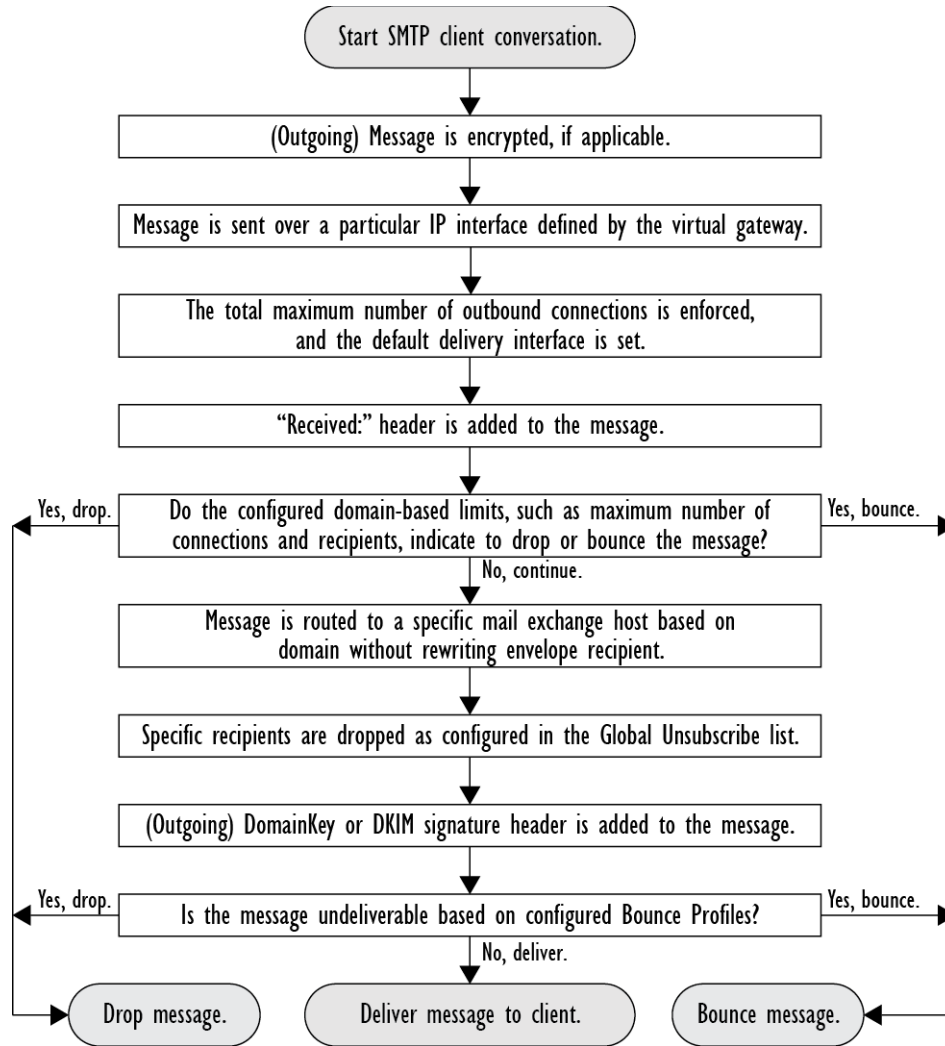 Start SMTP client conversation.
(Outgoing) Message is encrypted, if applicable.
Message is sent over a particular IP interface defined by the virtual gateway.
The total maximum number of outbound connections is enforced,
and the default delivery interface is set.
“Received:” header is added to the message.
Yes, drop.
Do the configured domain-based limits, such as maximum number of
connections and recipients, indicate to drop or bounce the message?
Yes, bounce.
No, continue.
Message is routed to a specific mail exchange host based on
domain without rewriting envelope recipient.
Specific recipients are dropped as configured in the Global Unsubscribe list.
(Outgoing) DomainKey or DKIM signature header is added to the message.
Yes, drop.
Is the message undeliverable based on configured Bounce Profiles?
Yes, bounce.
No, deliver.
Drop message.
Deliver message to client.
Bounce message.